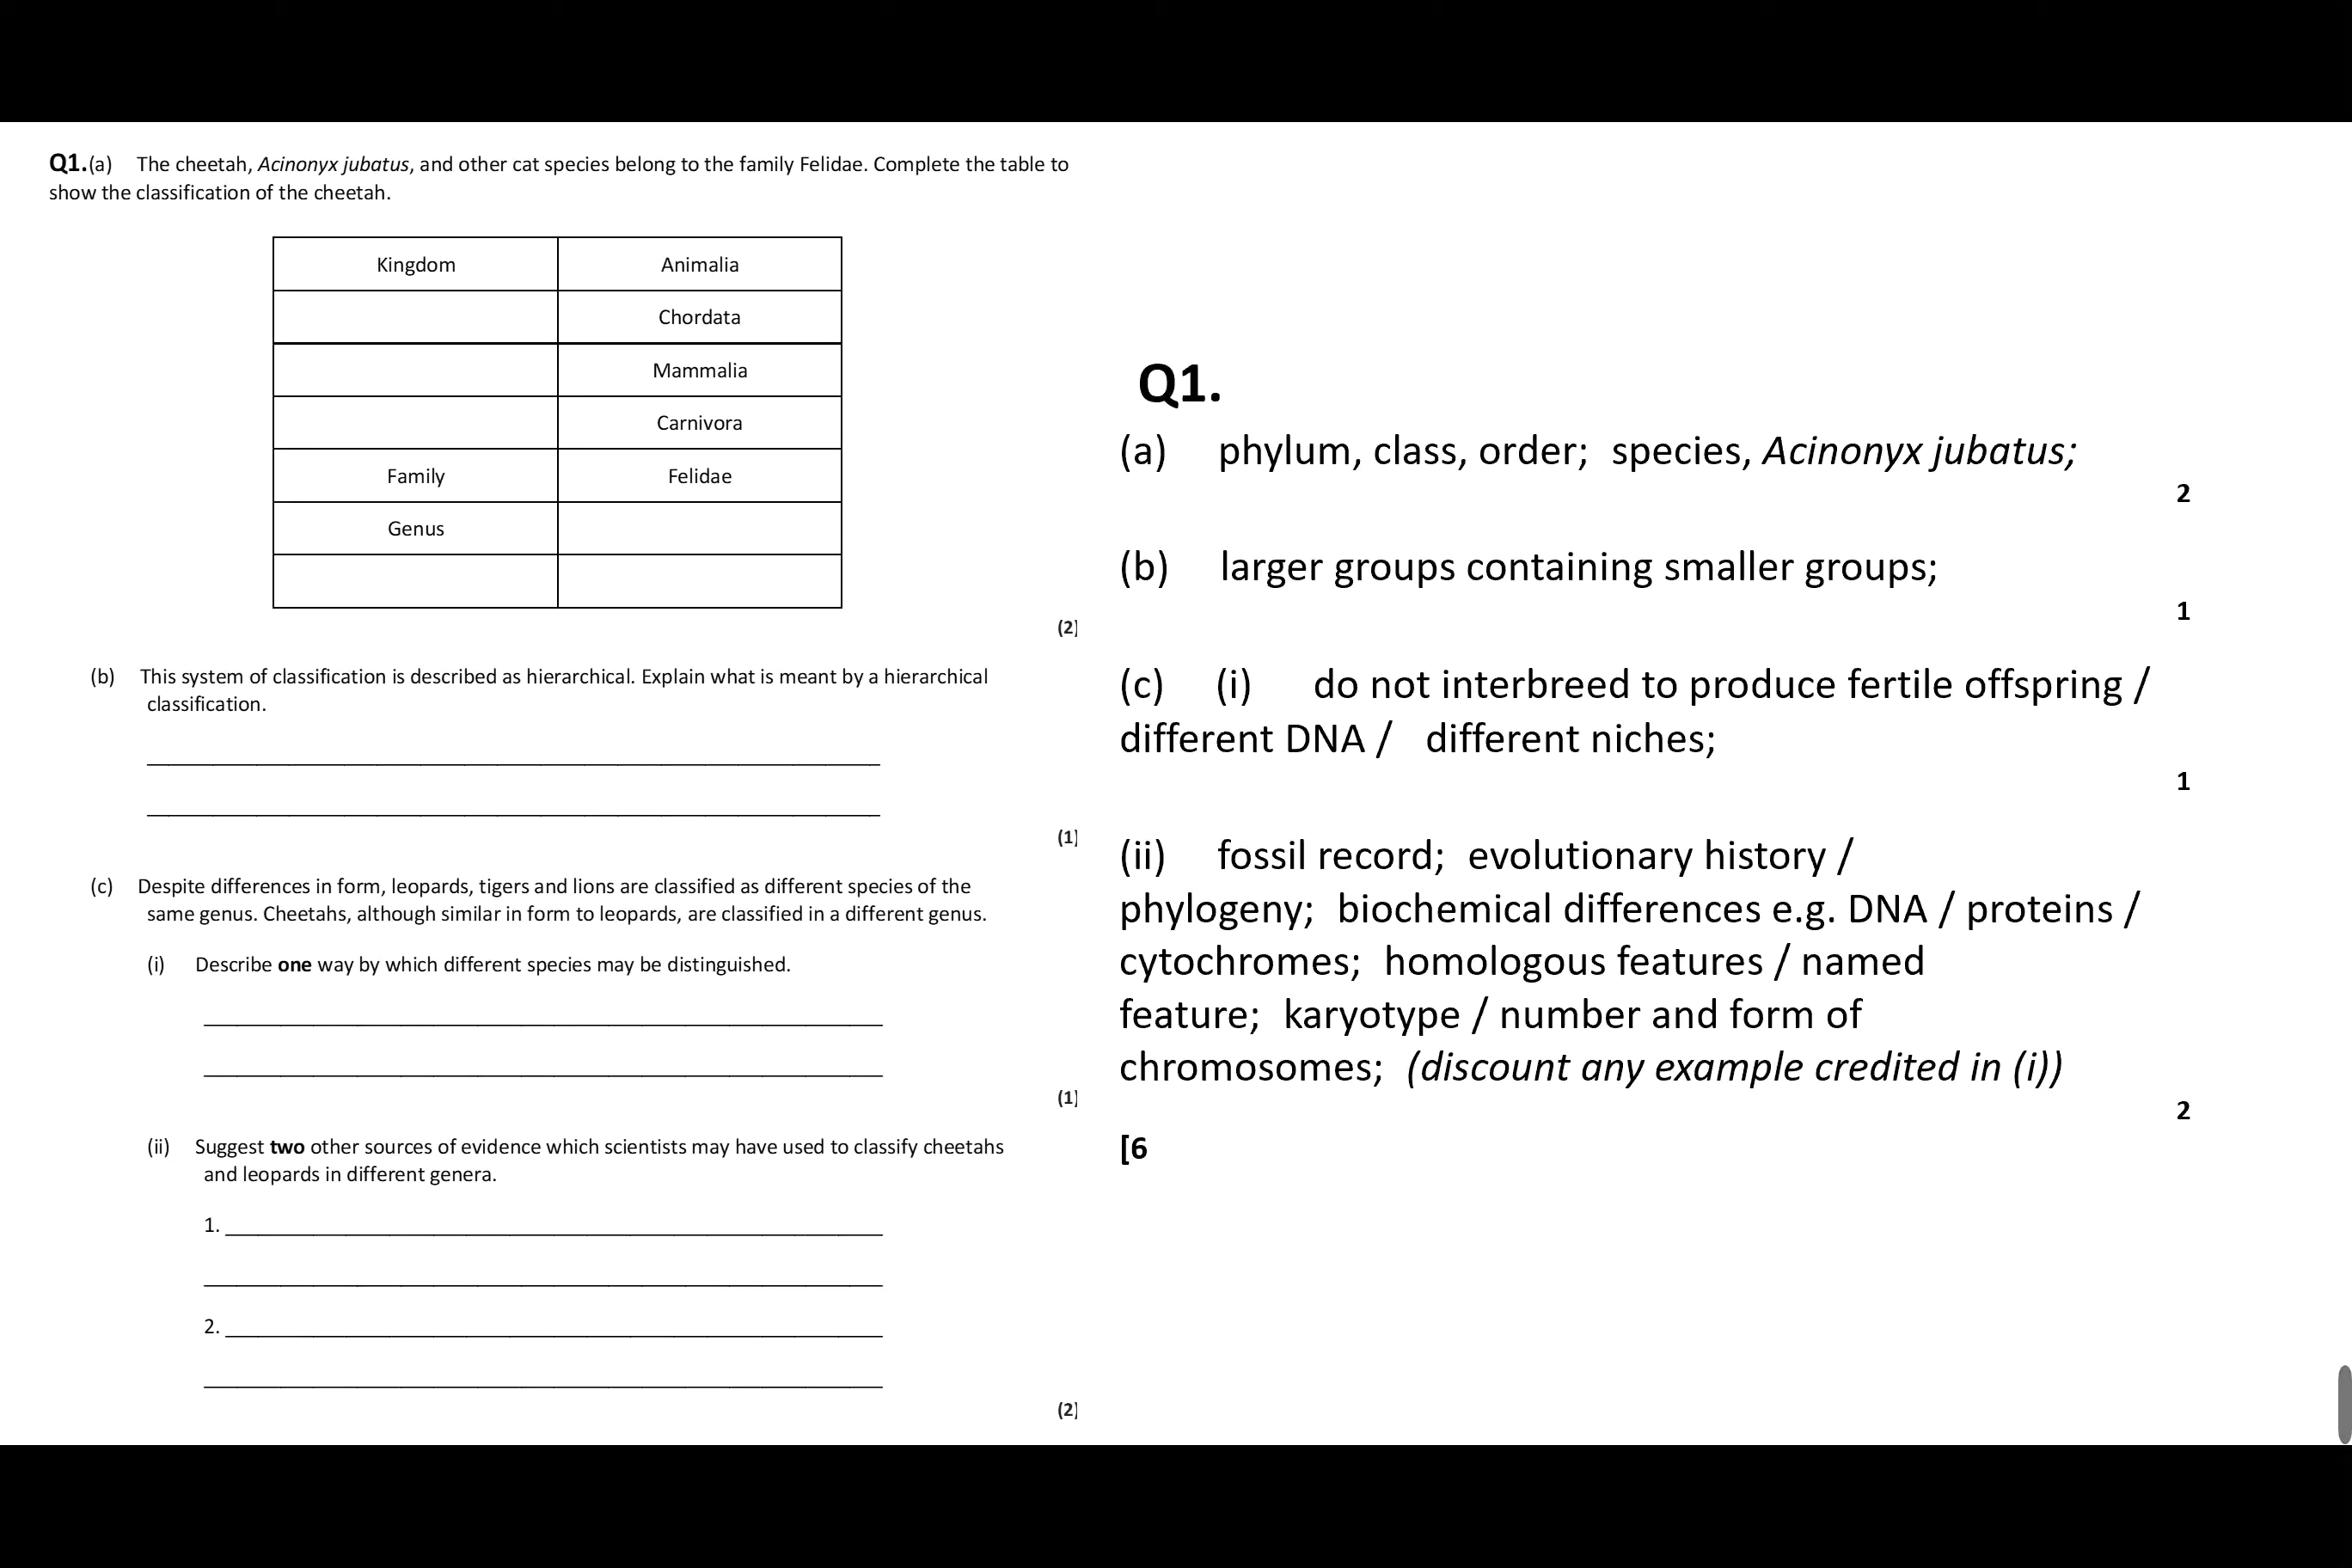 Q1.(a) The cheetah, Acinonyx jubatus, and other cat species belong to the family Felidae. Complete the table to
show the classification of the cheetah.
Kingdom Animalia
Chordata
Mammalia
Carnivora
Family Felidae
Genus
(2)
(b) This system of classification is described as hierarchical. Explain what is meant by a hierarchical
classification.
(1)
(c) Despite differences in form, leopards, tigers and lions are classified as different species of the
same genus. Cheetahs, although similar in form to leopards, are classified in a different genus.
(i) Describe one way by which different species may be distinguished.
(1)
(ii) Suggest two other sources of evidence which scientists may have used to classify cheetahs
and leopards in different genera.
1.
2.
(2)
Q1.
(a) phylum, class, order; species, Acinonyx jubatus;
2
(b) larger groups containing smaller groups;
1
(c) (i) do not interbreed to produce fertile offspring /
different DNA / different niches;
1
(ii) fossil record; evolutionary history /
phylogeny; biochemical differences e.g. DNA / proteins /
cytochromes; homologous features / named
feature; karyotype / number and form of
chromosomes; (discount any example credited in (i))
2
[6